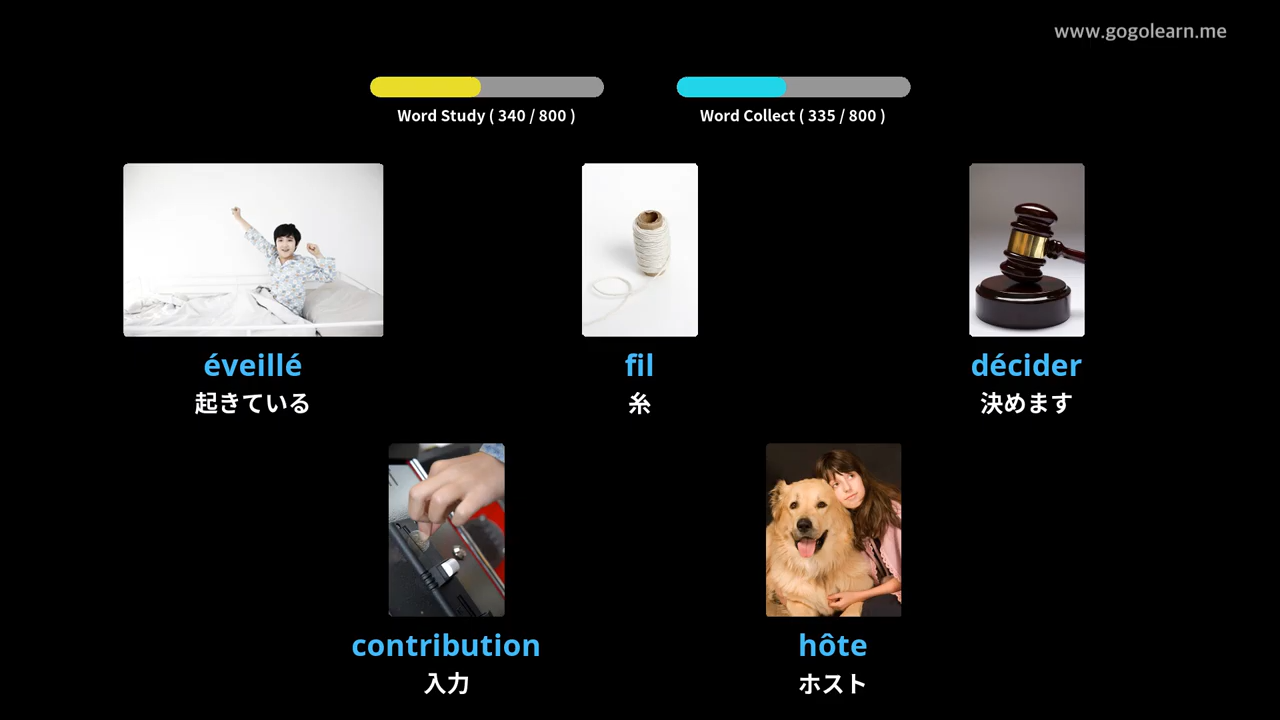 www.gogolearn.me
Word Study ( 340 / 800 )
Word Collect ( 335 / 800 )
éveillé
起きている
fil
糸
décider
決めます
contribution
入力
hôte
ホスト